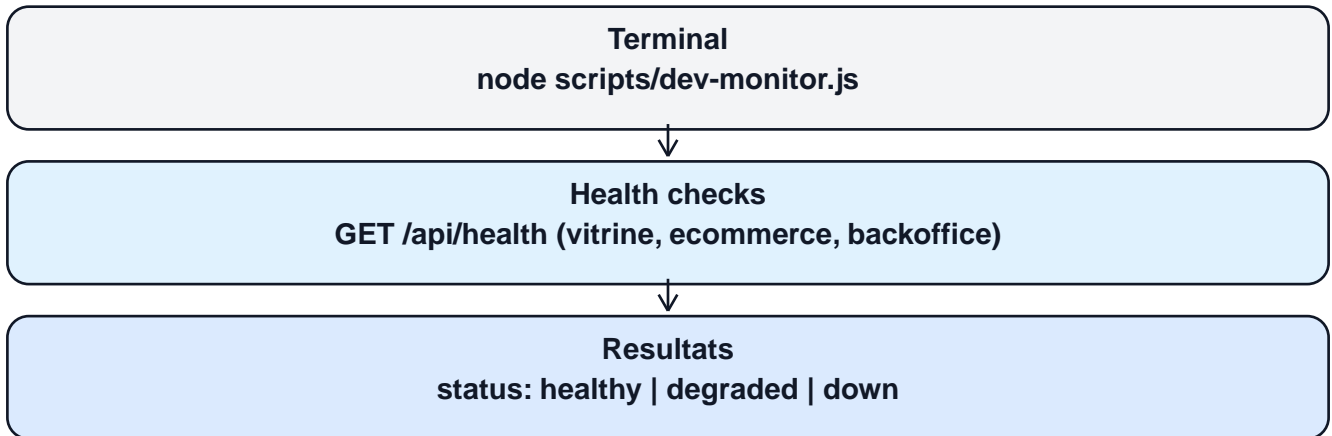 Terminal
node scripts/dev-monitor.js
Health checks
GET /api/health (vitrine, ecommerce, backoffice)
Resultats
status: healthy | degraded | down